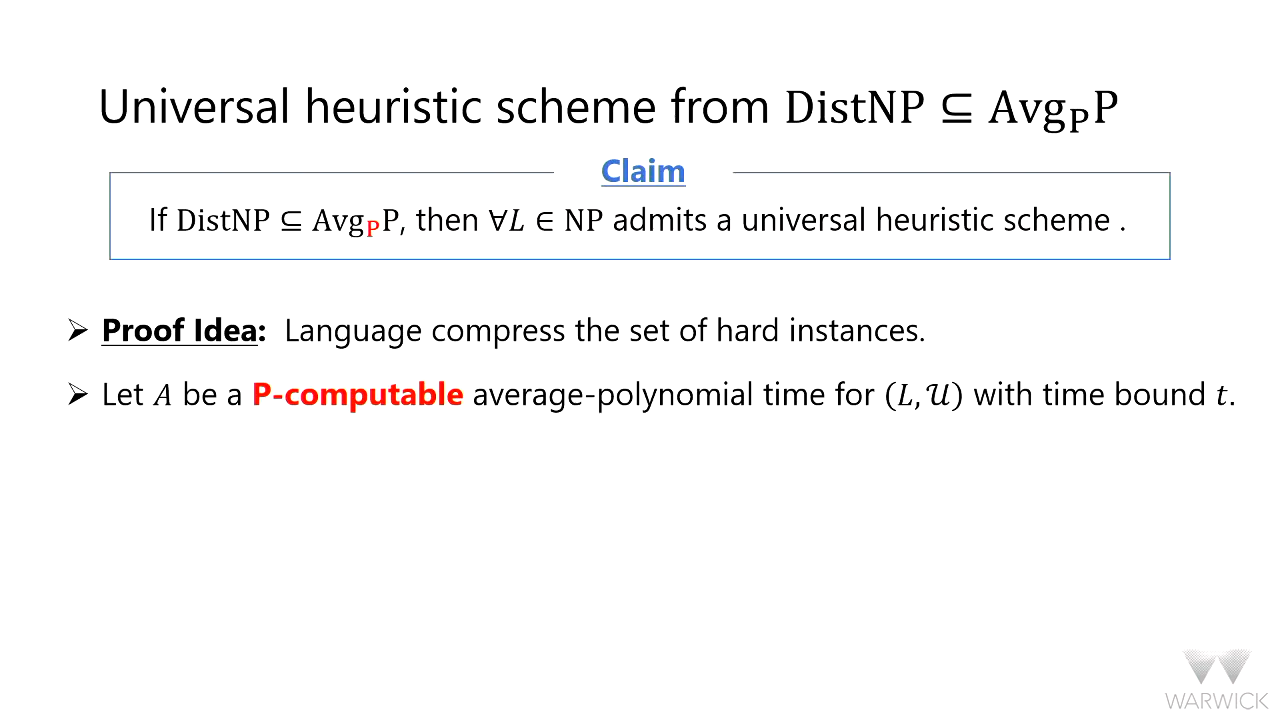 Universal heuristic scheme from DistNP ⊆ Avg_P P
Claim
If DistNP ⊆ Avg_P P, then ∀L ∈ NP admits a universal heuristic scheme .
➢ Proof Idea: Language compress the set of hard instances.
➢ Let A be a P-computable average-polynomial time for (L, 𝒰) with time bound t.
WARWICK